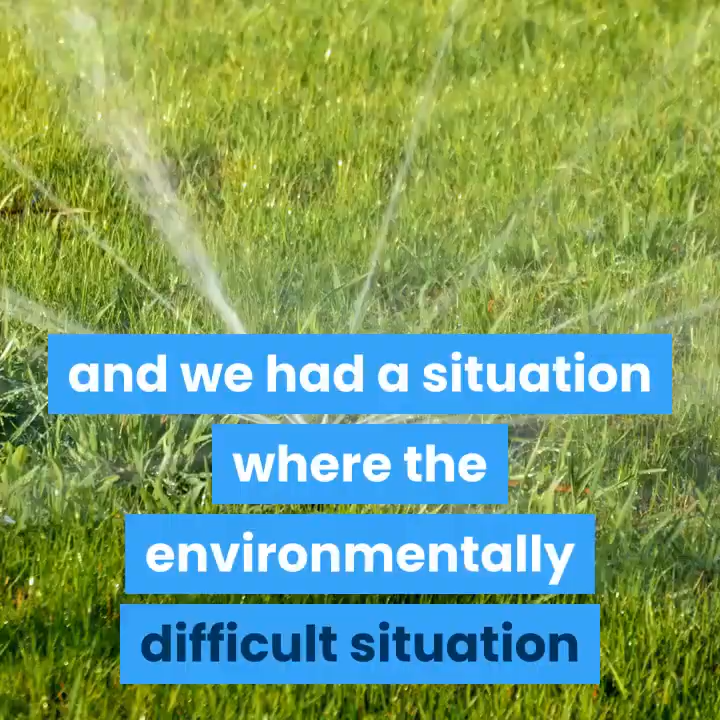 and we had a situation
where the
environmentally
difficult situation